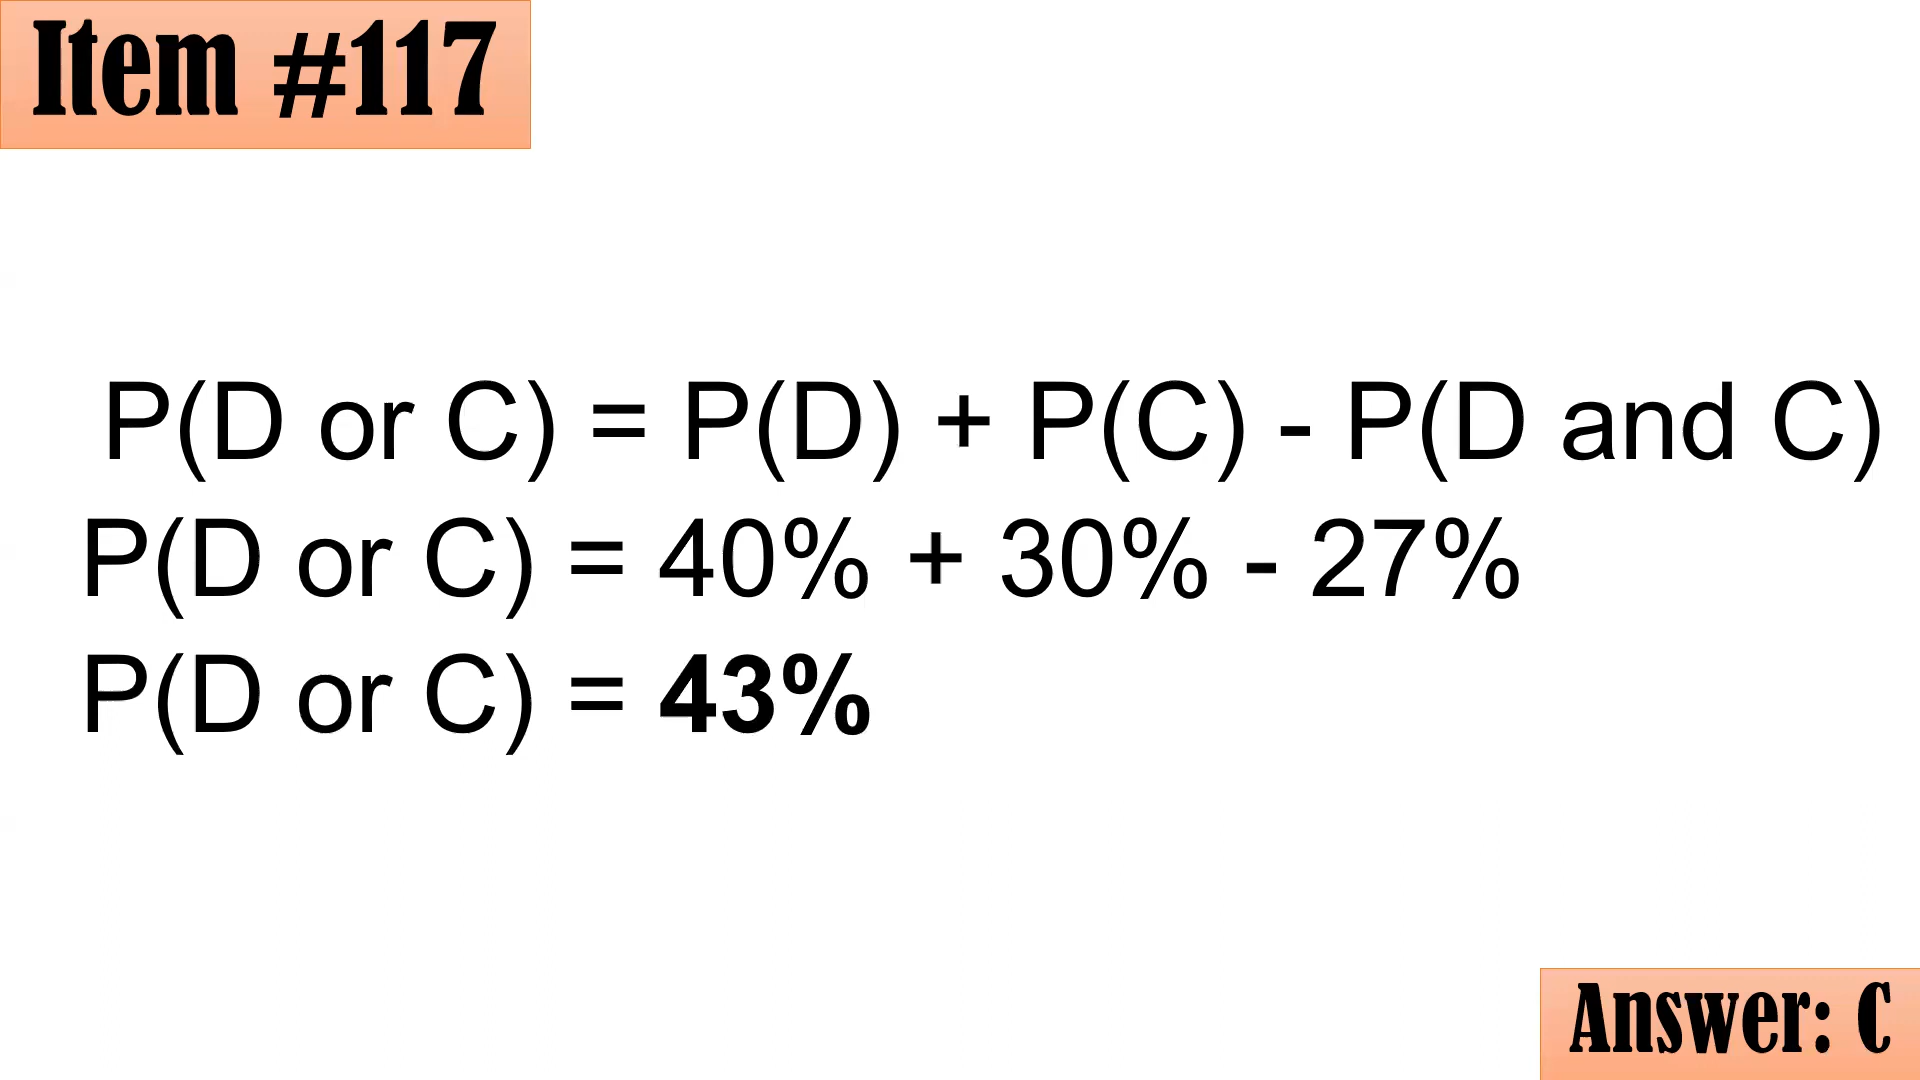 Item #117
P(D or C) = P(D) + P(C) - P(D and C)
P(D or C) = 40% + 30% - 27%
P(D or C) = 43%
Answer: C